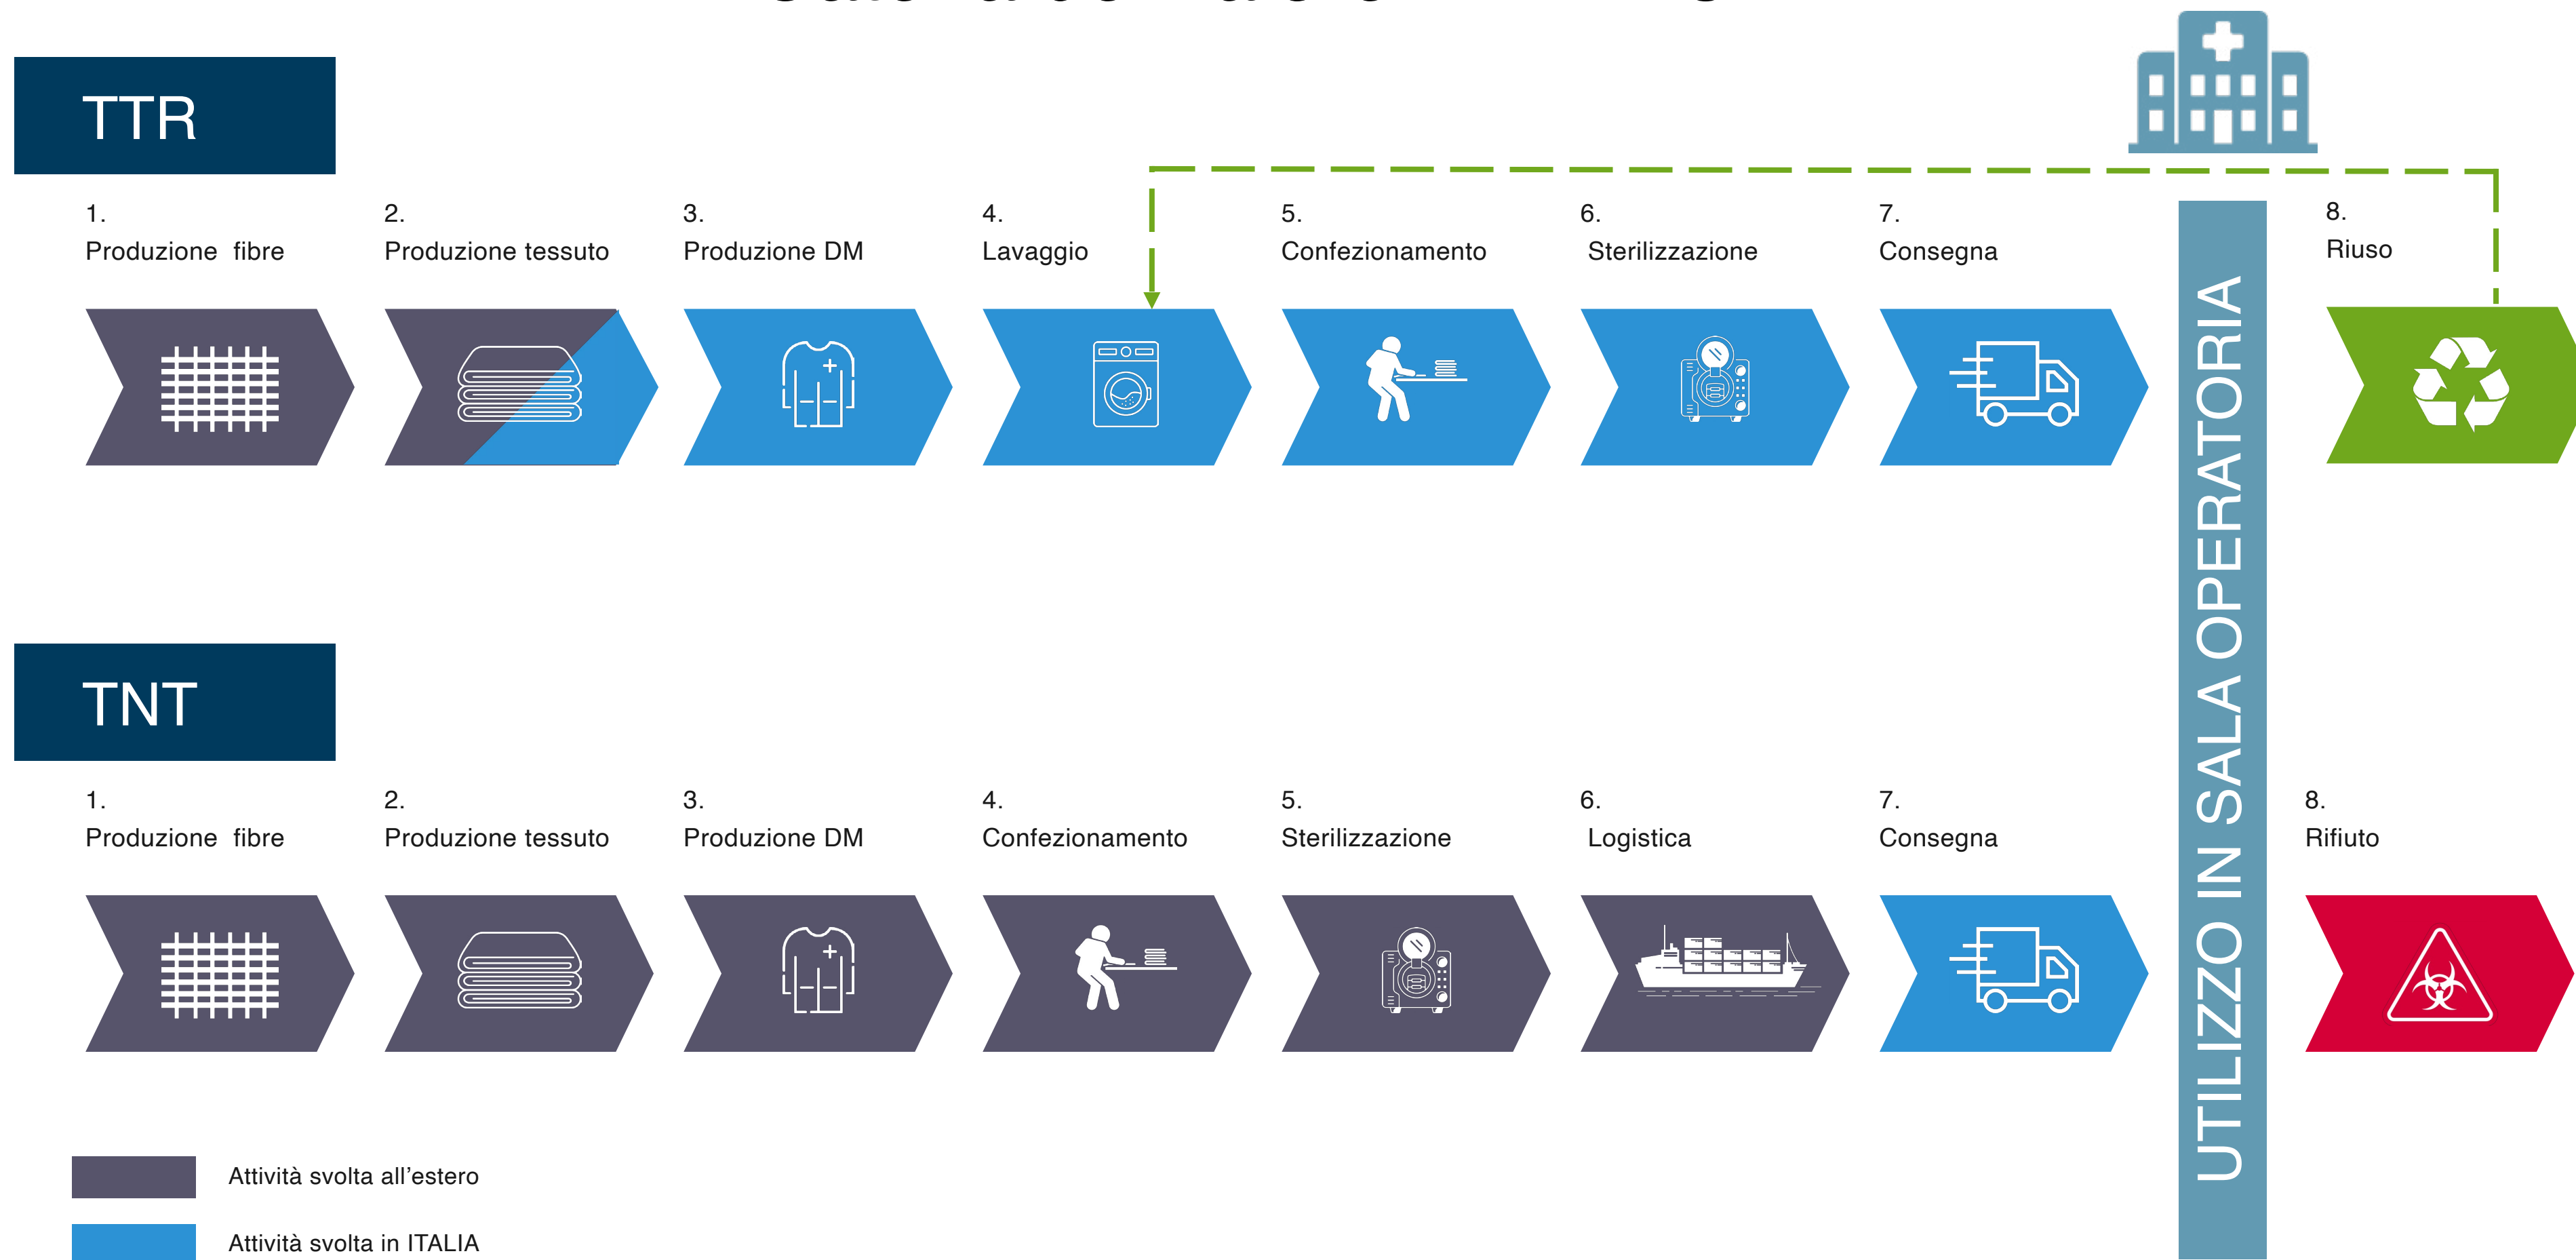 TTR
1.
Produzione fibre
2.
Produzione tessuto
3.
Produzione DM
4.
Lavaggio
5.
Confezionamento
6.
Sterilizzazione
7.
Consegna
8.
Riuso
UTILIZZO IN SALA OPERATORIA
TNT
1.
Produzione fibre
2.
Produzione tessuto
3.
Produzione DM
4.
Confezionamento
5.
Sterilizzazione
6.
Logistica
7.
Consegna
8.
Rifiuto
Attività svolta all’estero
Attività svolta in ITALIA